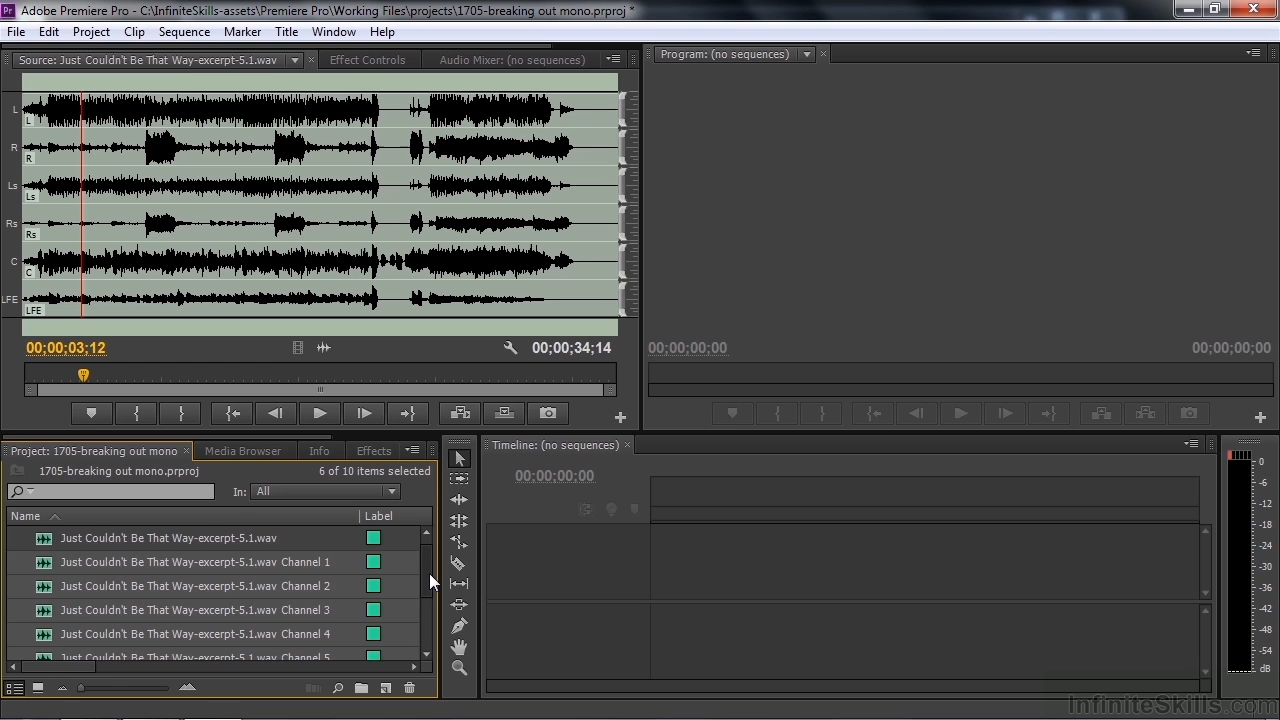 Pr Adobe Premiere Pro - C:\InfiniteSkills-assets\Premiere Pro\Working Files\projects\1705-breaking out mono.prproj *
File Edit Project Clip Sequence Marker Title Window Help
Source: Just Couldn't Be That Way-excerpt-5.1.wav Effect Controls Audio Mixer: (no sequences)
Program: (no sequences)
L
R
R
Ls
Ls
Rs
Rs
C
LFE
LFE
00;00;03;12 00;00;34;14
00;00;00;00 00;00;00;00
Project: 1705-breaking out mono Media Browser Info Effects
1705-breaking out mono.prproj 6 of 10 items selected
In: All
Name Label
Just Couldn't Be That Way-excerpt-5.1.wav
Just Couldn't Be That Way-excerpt-5.1.wav Channel 1
Just Couldn't Be That Way-excerpt-5.1.wav Channel 2
Just Couldn't Be That Way-excerpt-5.1.wav Channel 3
Just Couldn't Be That Way-excerpt-5.1.wav Channel 4
Just Couldn't Be That Way-excerpt-5.1.wav Channel 5
Timeline: (no sequences)
00;00;00;00
0
-6
-12
-18
-24
-30
-36
-42
-48
-54
dB
InfiniteSkills.com